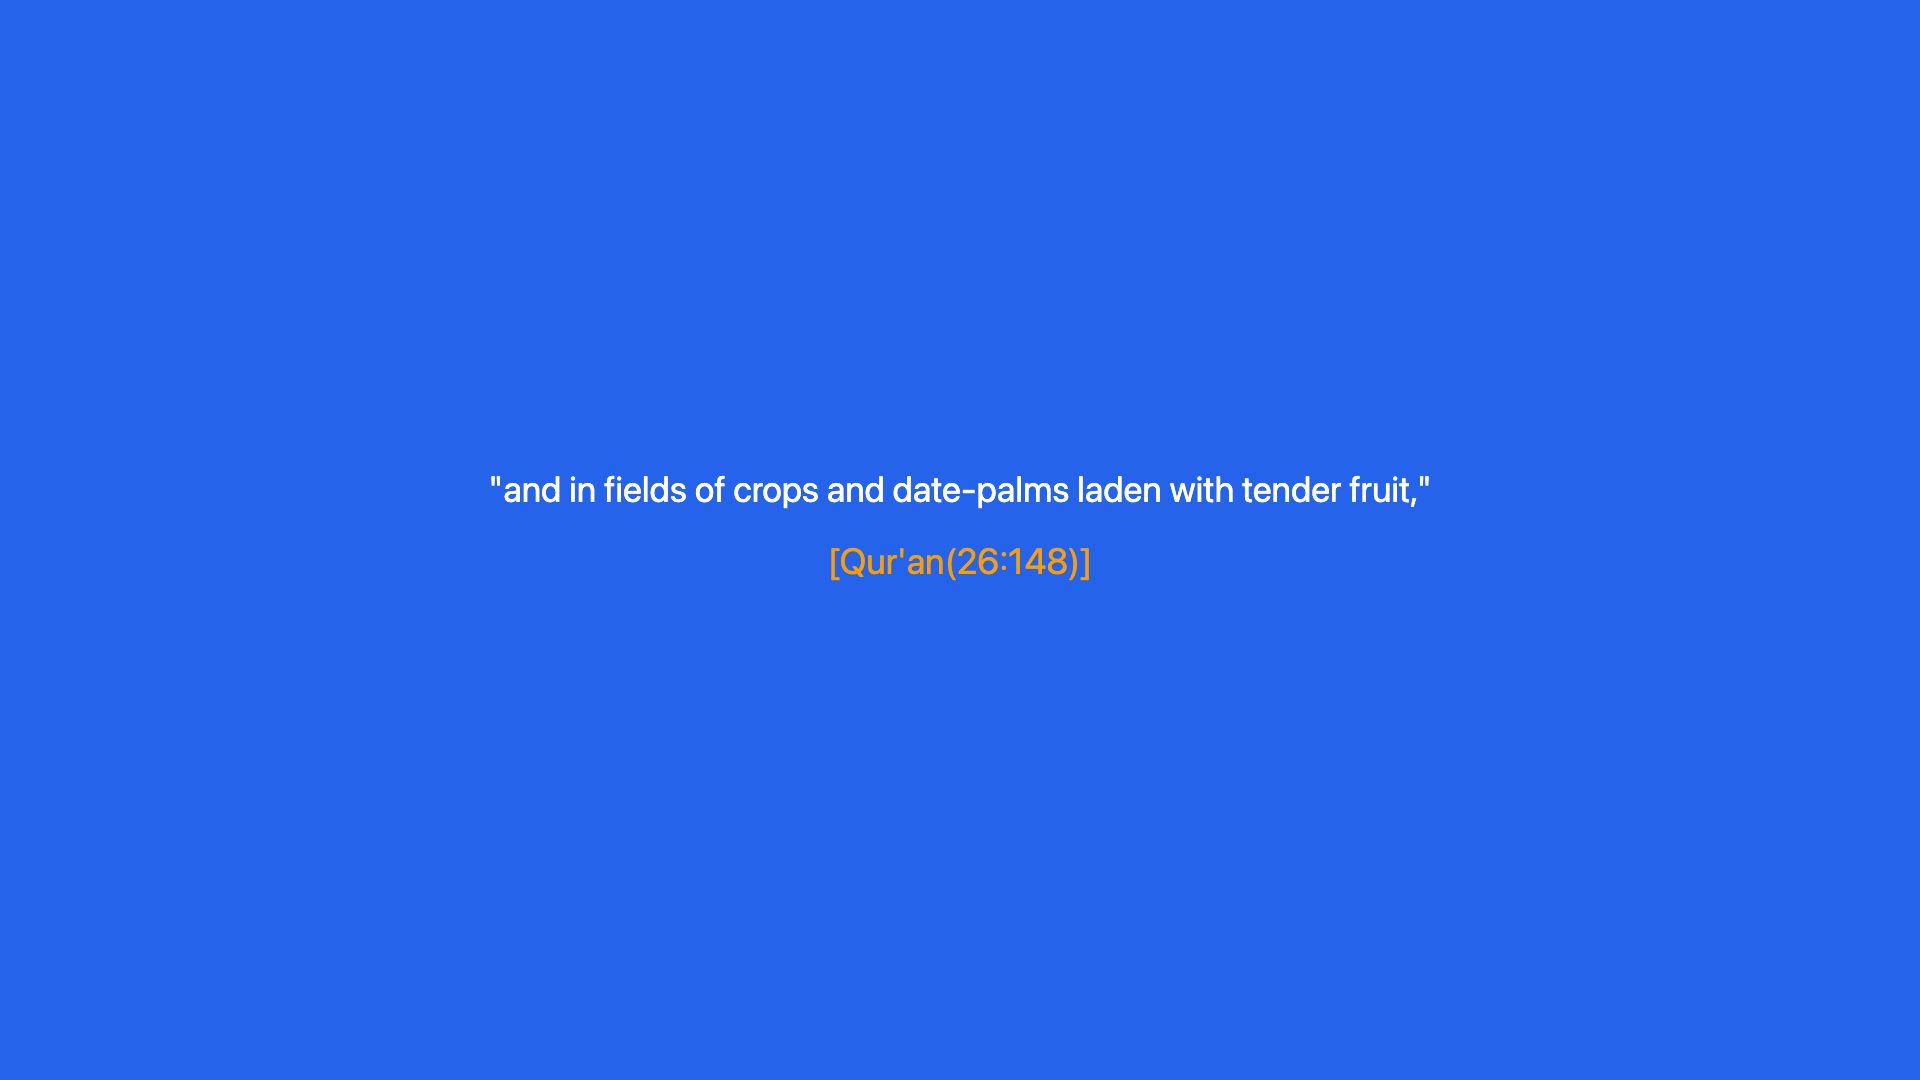 "and in fields of crops and date-palms laden with tender fruit,"
[Qur'an(26:148)]